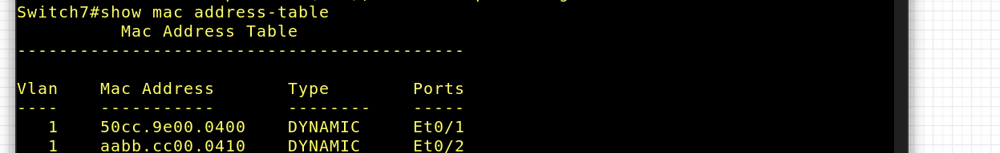 Switch7#show mac address-table
          Mac Address Table
-------------------------------------------

Vlan    Mac Address       Type        Ports
----    -----------       --------    -----
   1    50cc.9e00.0400    DYNAMIC     Et0/1
   1    aabb.cc00.0410    DYNAMIC     Et0/2